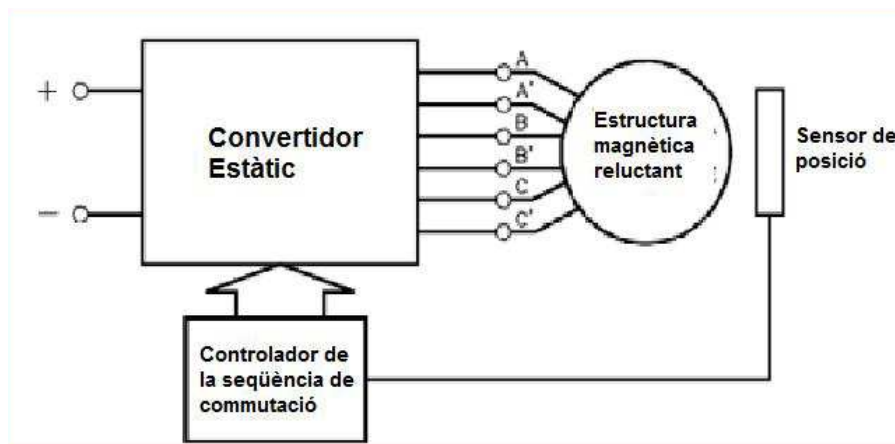 +
−
Convertidor
Estàtic
A
A'
B
B'
C
C'
Estructura
magnètica
reluctant
Sensor de
posició
Controlador de
la seqüència de
commutació